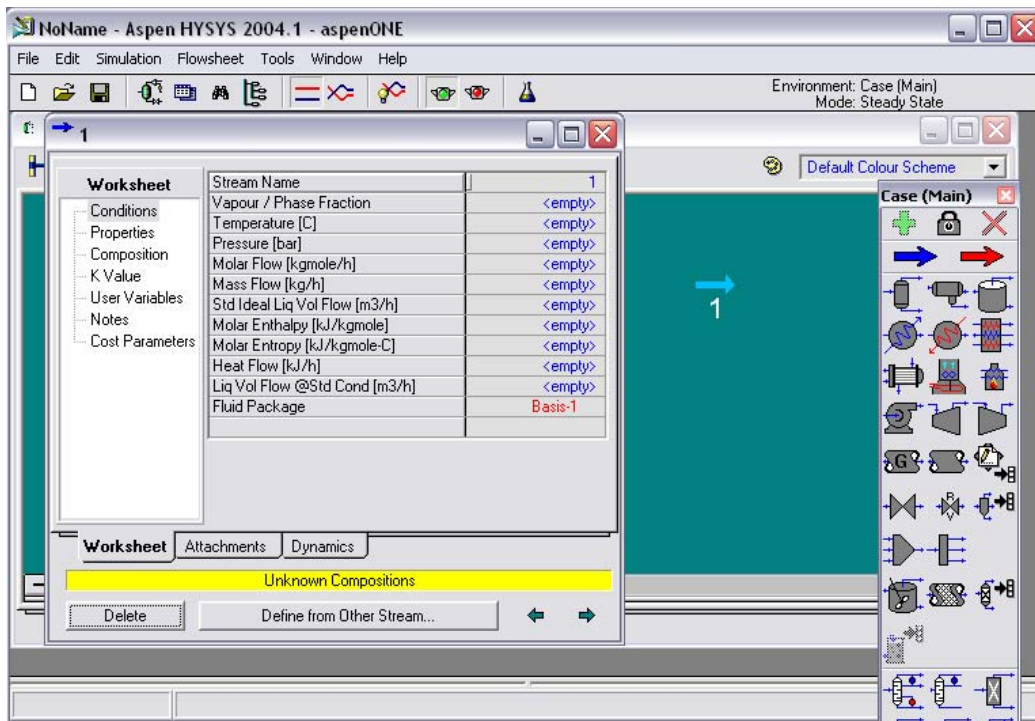 NoName - Aspen HYSYS 2004.1 - aspenONE
File Edit Simulation Flowsheet Tools Window Help
Environment: Case (Main)
Mode: Steady State
1
Default Colour Scheme
Case (Main)
Worksheet
Conditions
Properties
Composition
K Value
User Variables
Notes
Cost Parameters
Stream Name 1
Vapour / Phase Fraction <empty>
Temperature [C] <empty>
Pressure [bar] <empty>
Molar Flow [kgmole/h] <empty>
Mass Flow [kg/h] <empty>
Std Ideal Liq Vol Flow [m3/h] <empty>
Molar Enthalpy [kJ/kgmole] <empty>
Molar Entropy [kJ/kgmole-C] <empty>
Heat Flow [kJ/h] <empty>
Liq Vol Flow @Std Cond [m3/h] <empty>
Fluid Package Basis-1
1
Worksheet Attachments Dynamics
Unknown Compositions
Delete Define from Other Stream...
G
R
V